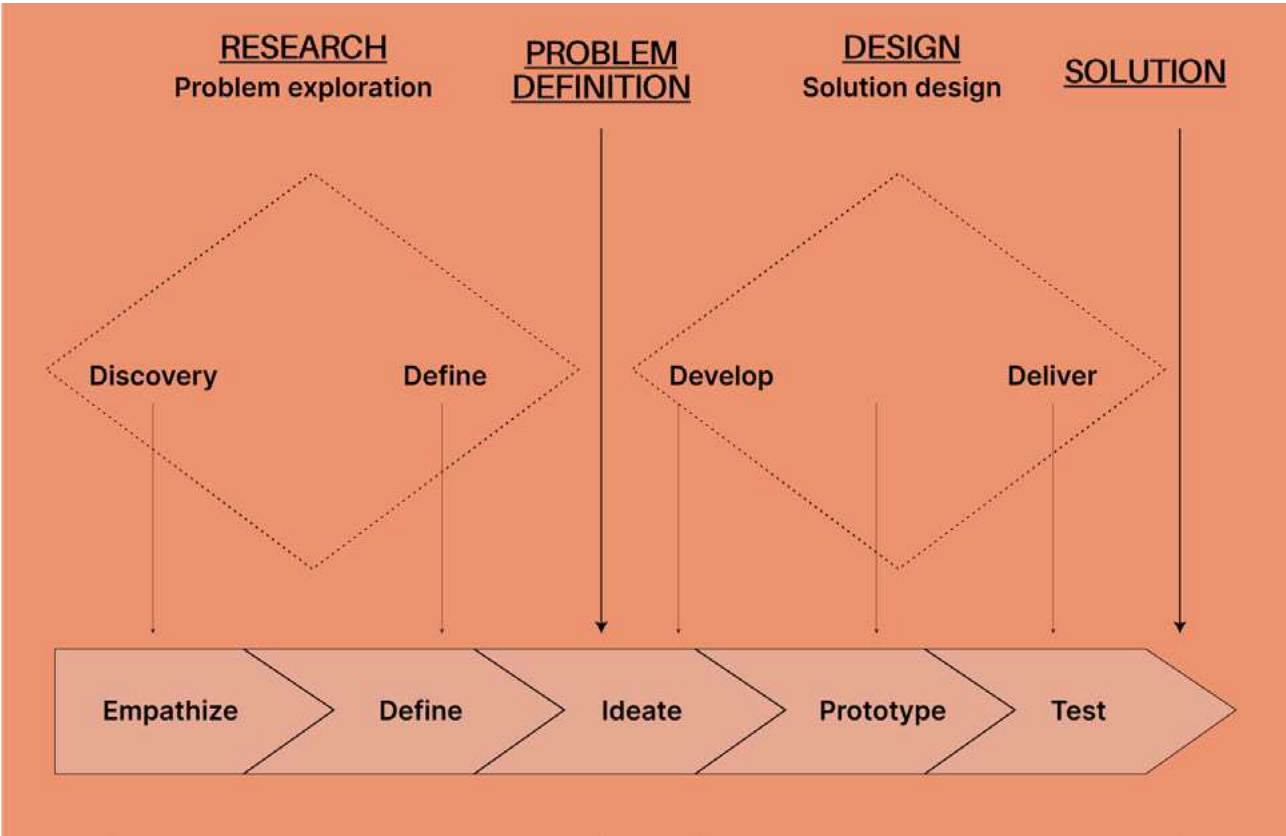 RESEARCH
Problem exploration
PROBLEM
DEFINITION
DESIGN
Solution design
SOLUTION
Discovery
Define
Develop
Deliver
Empathize
Define
Ideate
Prototype
Test